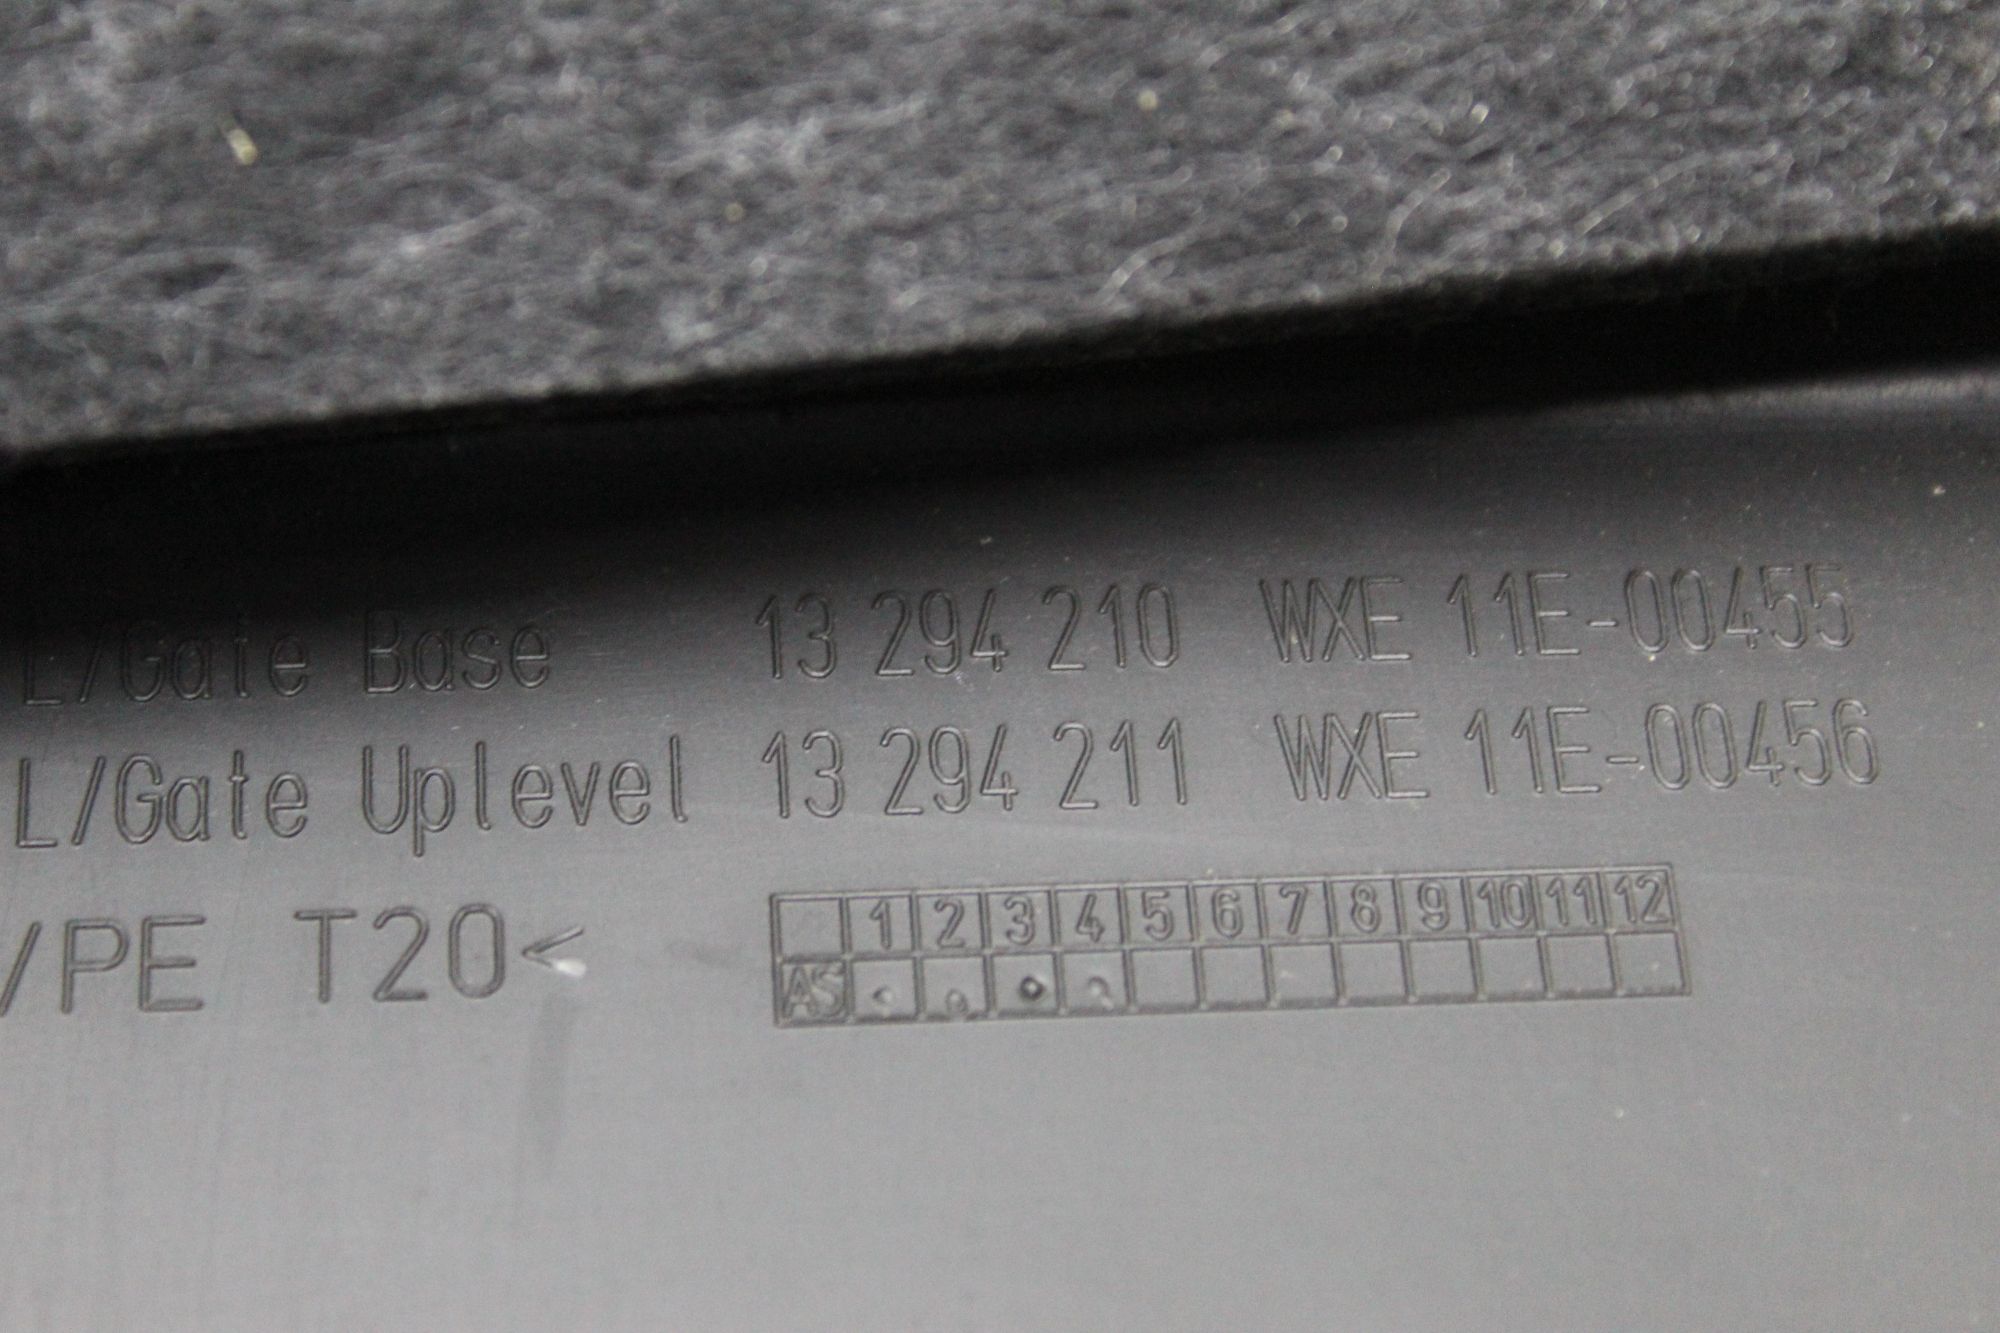 L/Gate Base 13 294 210 WXE 11E-00455
L/Gate Uplevel 13 294 211 WXE 11E-00456
/PE T20<
1 2 3 4 5 6 7 8 9 10 11 12
AS